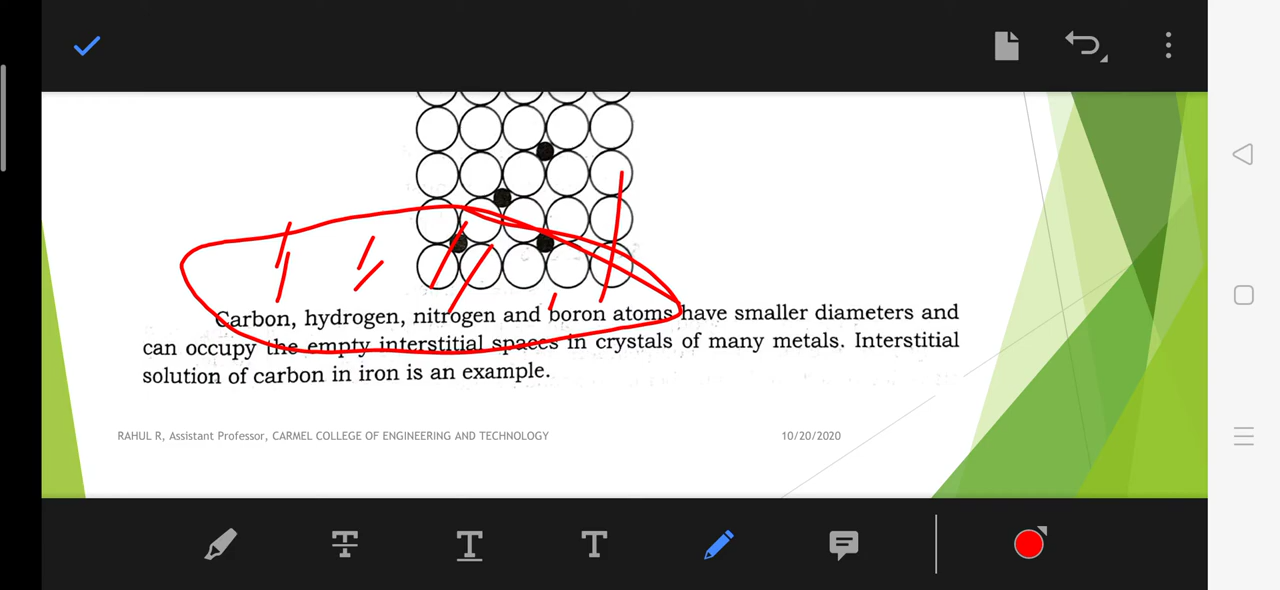 Carbon, hydrogen, nitrogen and boron atoms have smaller diameters and
can occupy the empty interstitial spaces in crystals of many metals. Interstitial
solution of carbon in iron is an example.
RAHUL R, Assistant Professor, CARMEL COLLEGE OF ENGINEERING AND TECHNOLOGY
10/20/2020